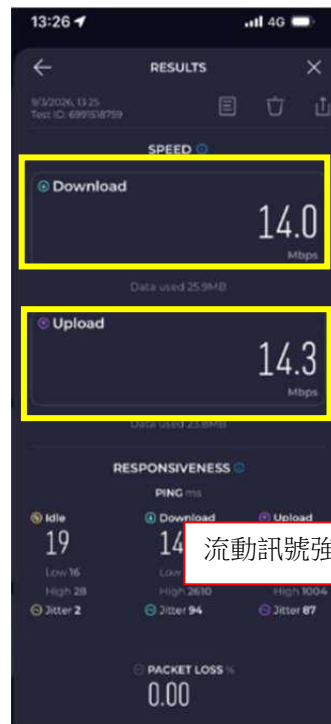 13:26
4G
RESULTS
9/3/2026, 13:25
Test ID: 6991518759
SPEED
Download
14.0
Mbps
Data used 25.9MB
Upload
14.3
Mbps
Data used 23.8MB
RESPONSIVENESS
PING ms
Idle Download Upload
19 14
流動訊號強
Low 16 Low
High 28 High 2610 High 1004
Jitter 2 Jitter 94 Jitter 87
PACKET LOSS %
0.00